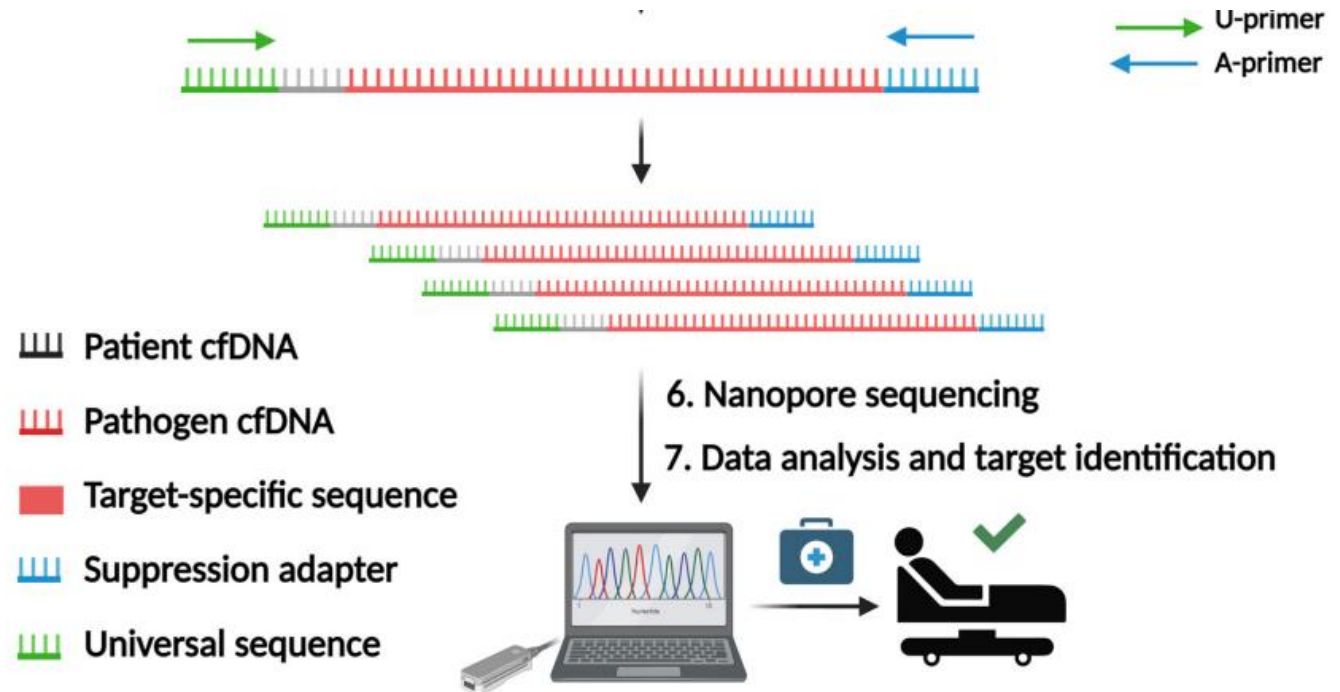 U-primer
A-primer
6. Nanopore sequencing
7. Data analysis and target identification
Patient cfDNA
Pathogen cfDNA
Target-specific sequence
Suppression adapter
Universal sequence
Nucleotide